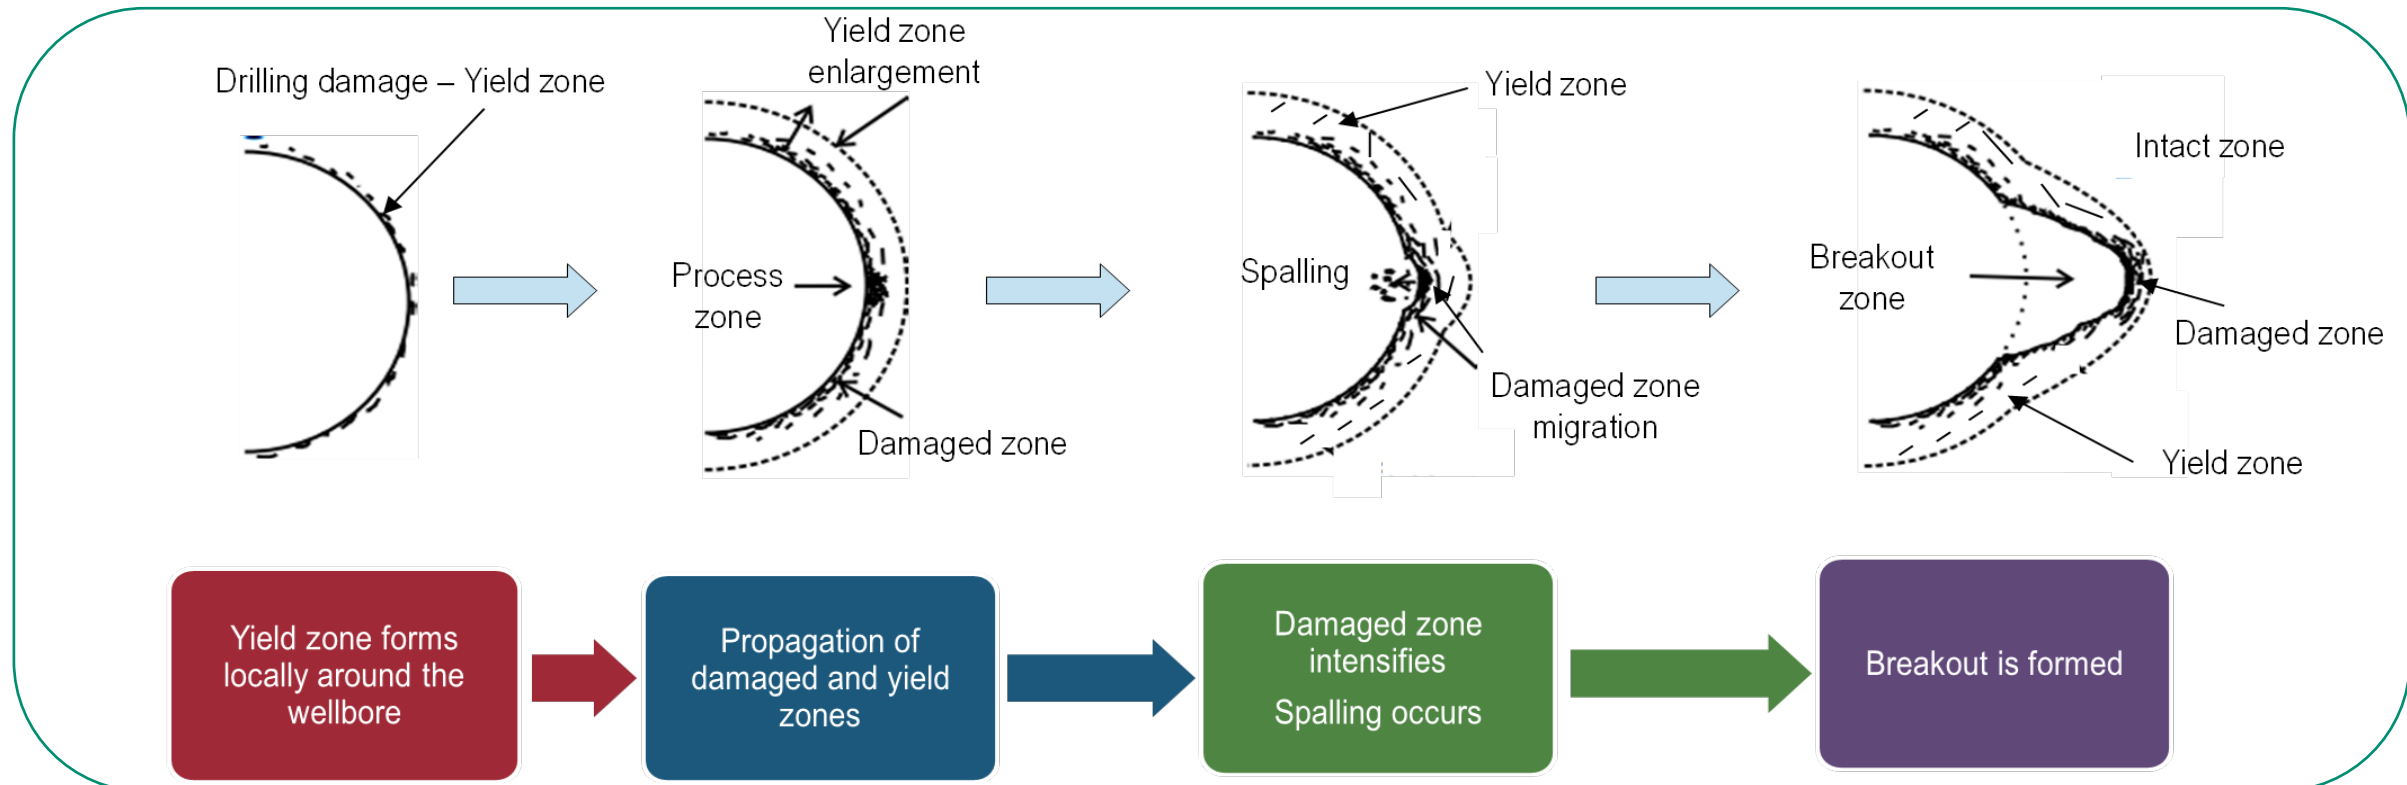 Drilling damage – Yield zone
Yield zone
enlargement
Process
zone
Damaged zone
Yield zone
Spalling
Damaged zone
migration
Intact zone
Breakout
zone
Damaged zone
Yield zone
Yield zone forms
locally around the
wellbore
Propagation of
damaged and yield
zones
Damaged zone
intensifies
Spalling occurs
Breakout is formed